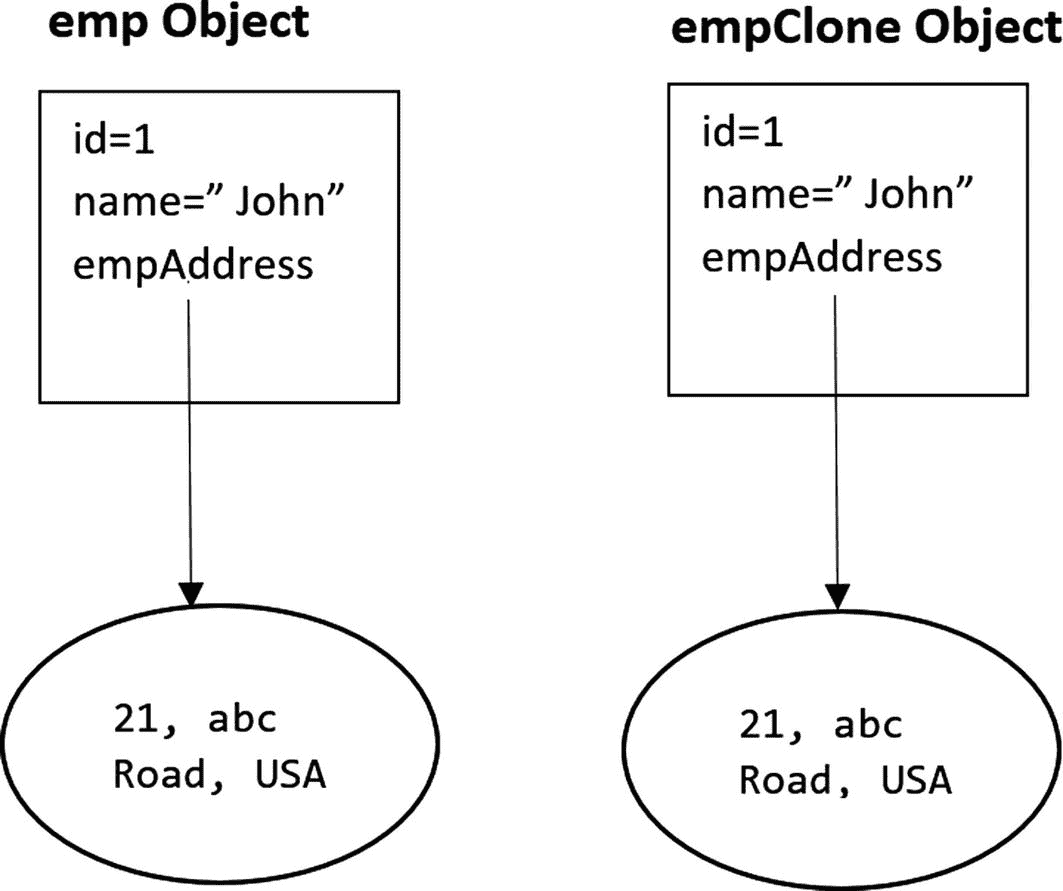 emp Object
id=1
name=” John”
empAddress
21, abc
Road, USA
empClone Object
id=1
name=” John”
empAddress
21, abc
Road, USA